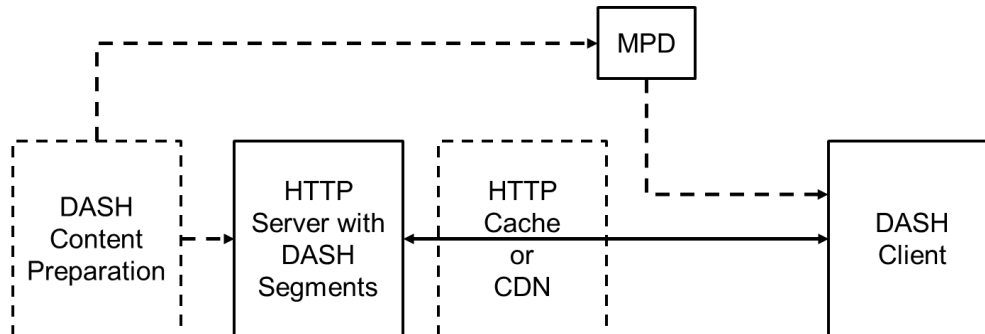 MPD
DASH
Content
Preparation
HTTP
Server with
DASH
Segments
HTTP
Cache
or
CDN
DASH
Client